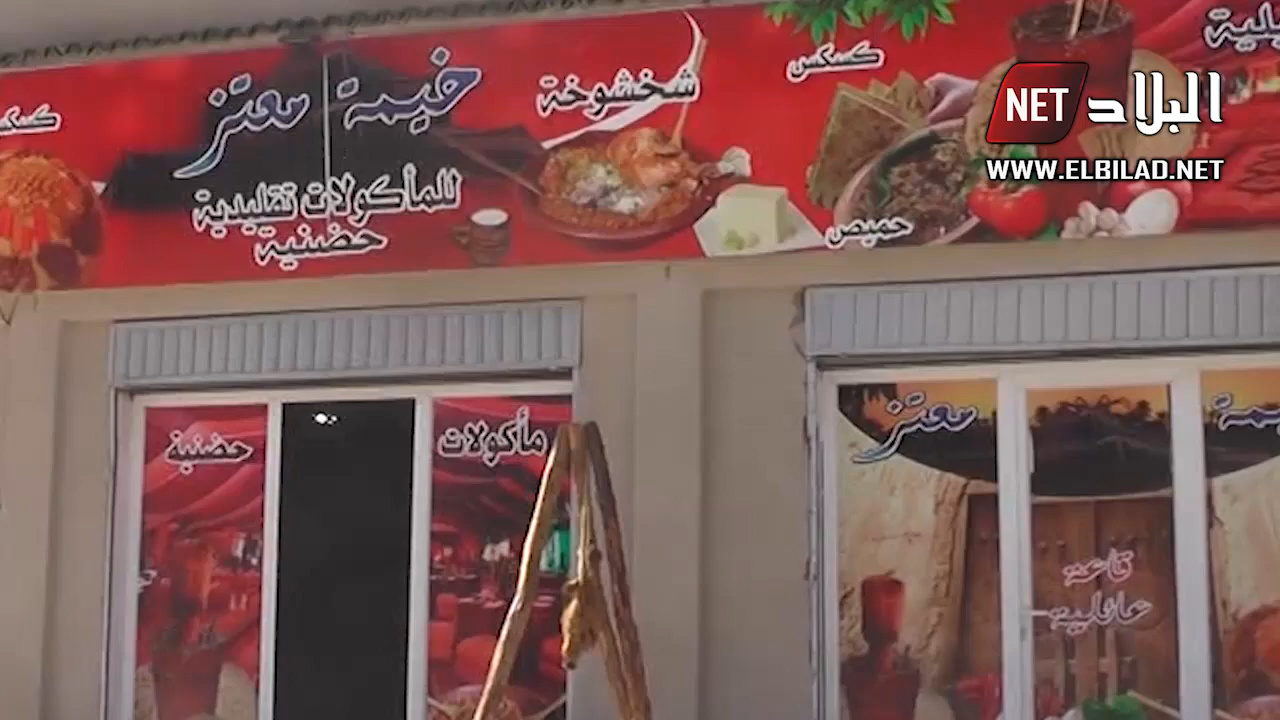 خيمة معتز
للمأكولات تقليدية
حضنية
شخشوخة
كسكس
حميص
البلاد NET
WWW.ELBILAD.NET
حضنية
مأكولات
معتز
قاعة
عائلية